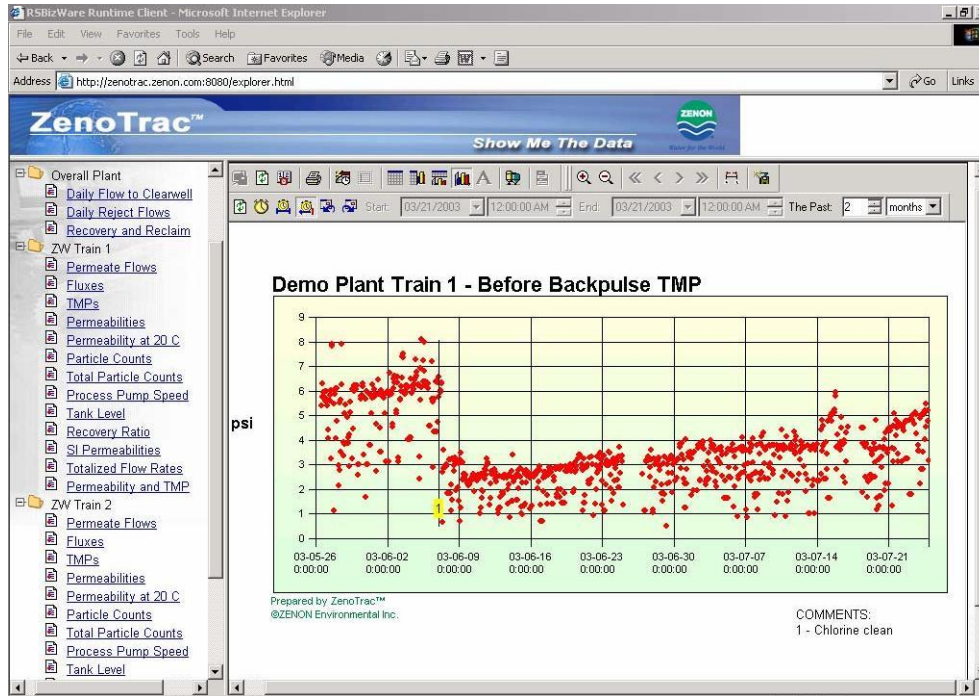 RSBizWare Runtime Client - Microsoft Internet Explorer
File Edit View Favorites Tools Help
Back Search Favorites Media
Address http://zenotrac.zenon.com:8080/explorer.html Go Links
ZenoTrac™
Show Me The Data
ZENON
Water for the World
Overall Plant
Daily Flow to Clearwell
Daily Reject Flows
Recovery and Reclaim
ZW Train 1
Permeate Flows
Fluxes
TMPs
Permeabilities
Permeability at 20 C
Particle Counts
Total Particle Counts
Process Pump Speed
Tank Level
Recovery Ratio
SI Permeabilities
Totalized Flow Rates
Permeability and TMP
ZW Train 2
Permeate Flows
Fluxes
TMPs
Permeabilities
Permeability at 20 C
Particle Counts
Total Particle Counts
Process Pump Speed
Tank Level
Start: 03/21/2003 12:00:00 AM End: 03/21/2003 12:00:00 AM The Past: 2 months
Demo Plant Train 1 - Before Backpulse TMP
psi
9
8
7
6
5
4
3
2
1
0
1
03-05-26 03-06-02 03-06-09 03-06-16 03-06-23 03-06-30 03-07-07 03-07-14 03-07-21
0:00:00 0:00:00 0:00:00 0:00:00 0:00:00 0:00:00 0:00:00 0:00:00 0:00:00
Prepared by ZenoTrac™
©ZENON Environmental Inc.
COMMENTS:
1 - Chlorine clean